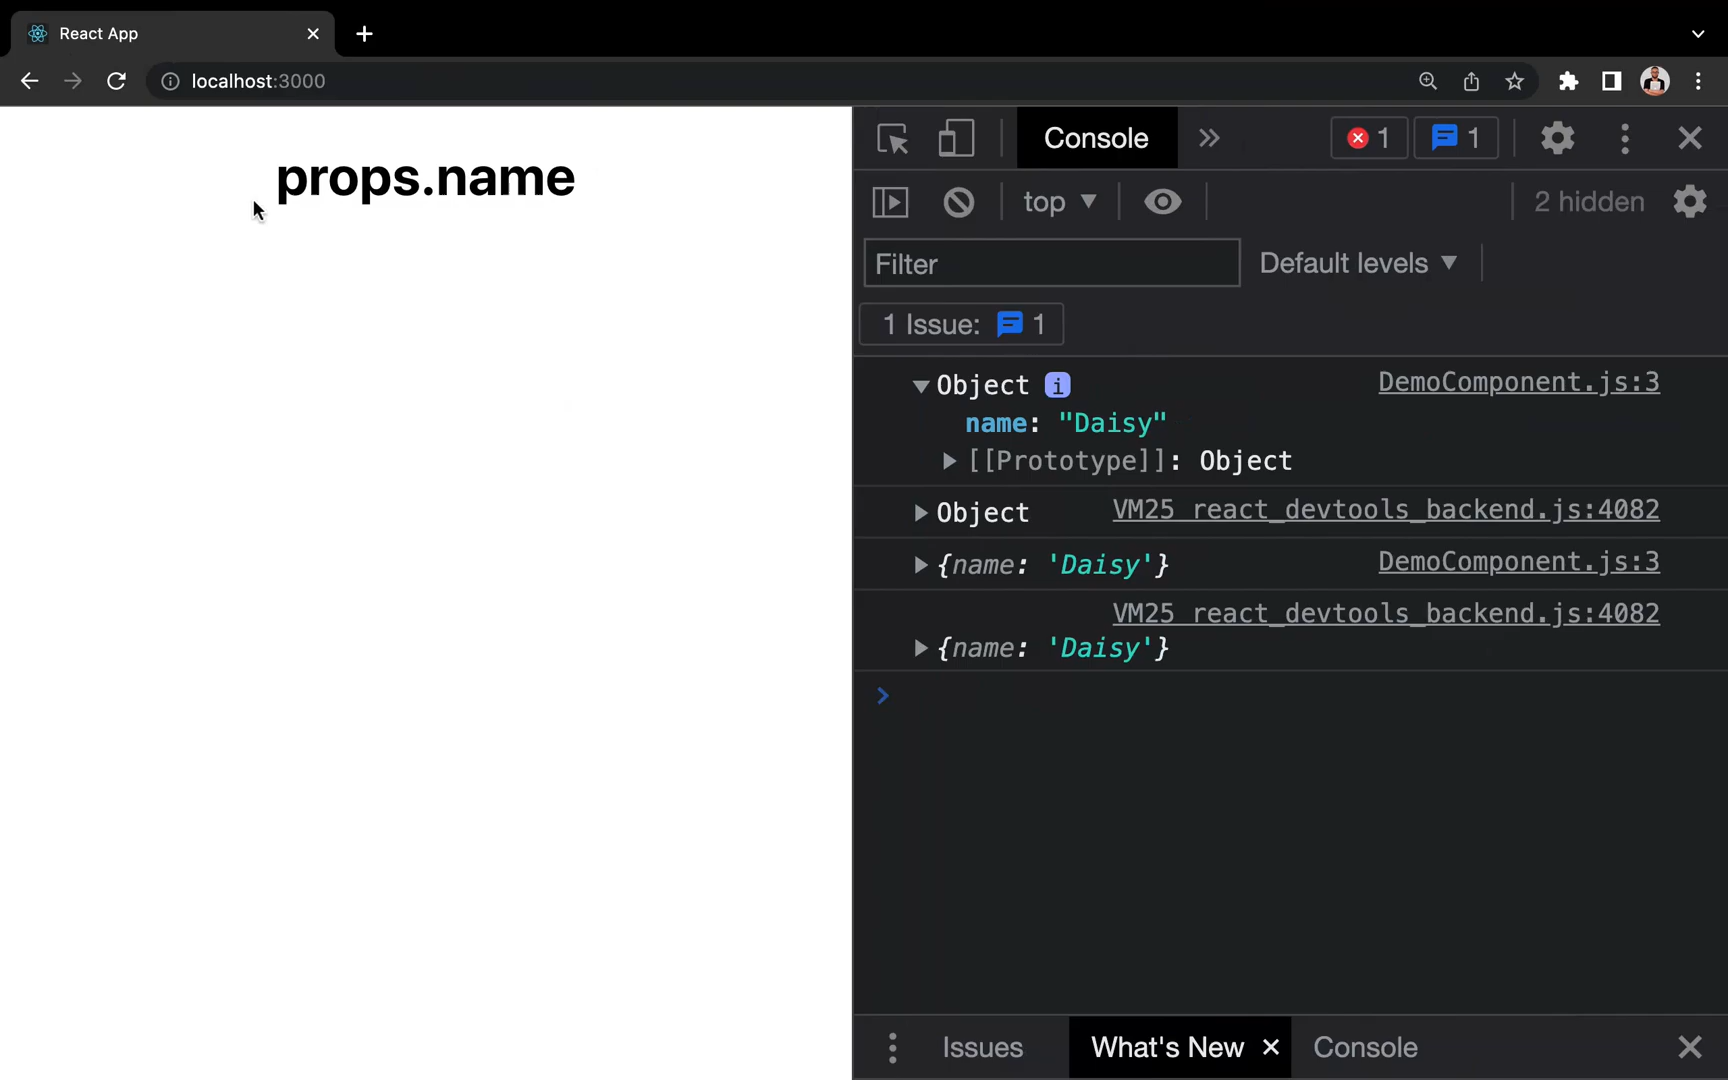 React App
localhost:3000
props.name
Console
1
1
top
2 hidden
Filter
Default levels
1 Issue: 1
Object i DemoComponent.js:3
name: "Daisy"
[[Prototype]]: Object
Object VM25 react_devtools_backend.js:4082
{name: 'Daisy'} DemoComponent.js:3
VM25 react_devtools_backend.js:4082
{name: 'Daisy'}
Issues
What's New
Console